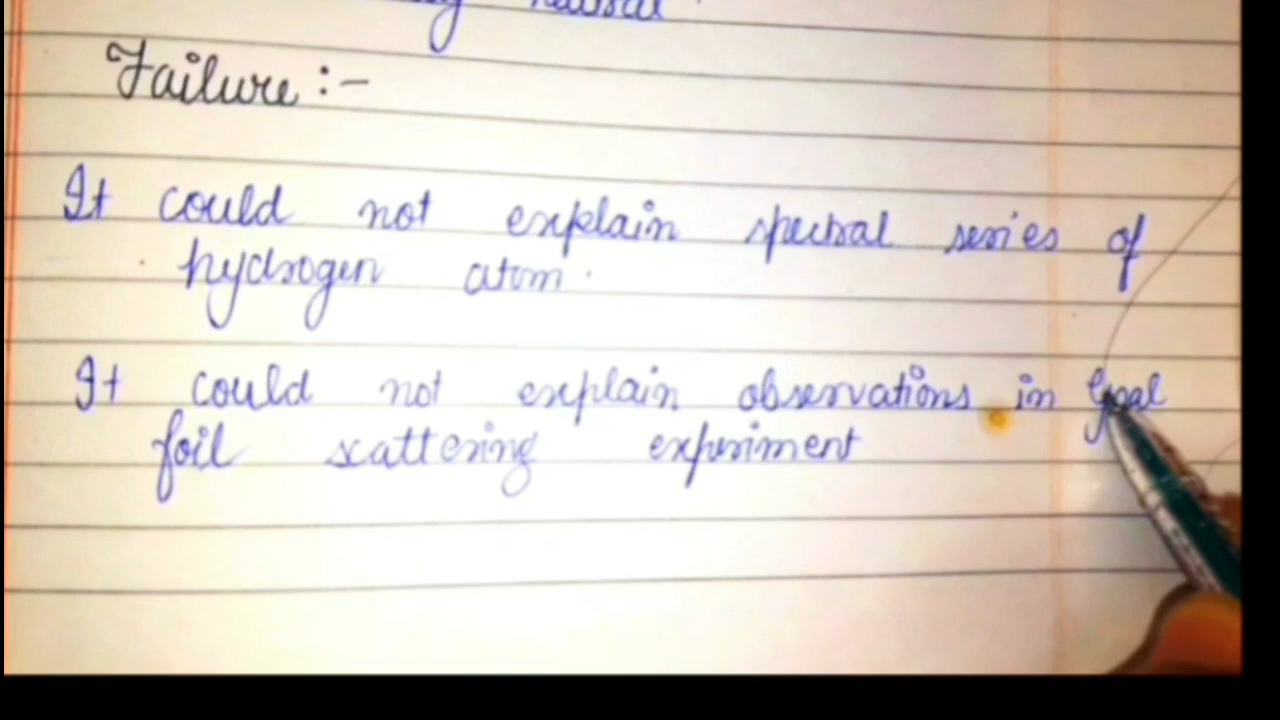 Failure :-
It could not explain spectral series of
hydrogen atom.
It could not explain observations in
foil scattering experiment